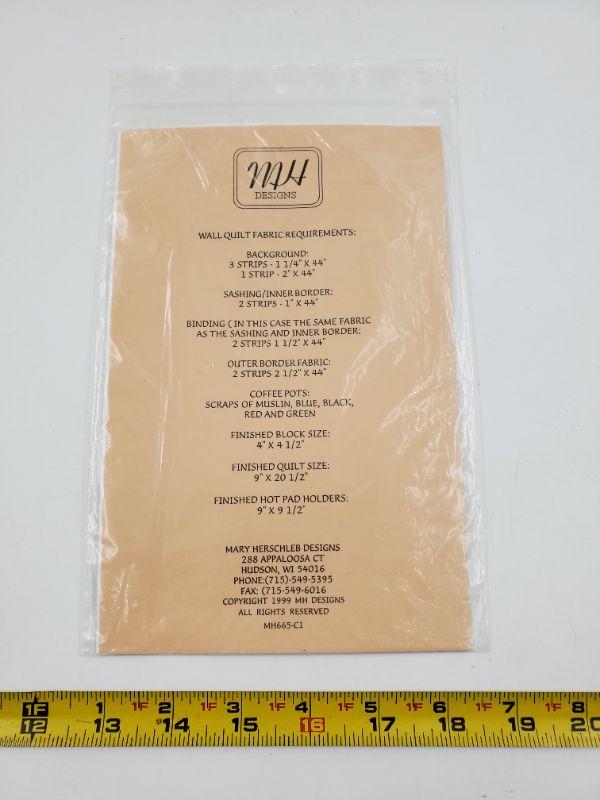 MH
DESIGNS
WALL QUILT FABRIC REQUIREMENTS:
BACKGROUND:
3 STRIPS - 1 1/4" X 44"
1 STRIP - 2" X 44"
SASHING/INNER BORDER:
2 STRIPS - 1" X 44"
BINDING ( IN THIS CASE THE SAME FABRIC
AS THE SASHING AND INNER BORDER:
2 STRIPS 1 1/2" X 44"
OUTER BORDER FABRIC:
2 STRIPS 2 1/2" X 44"
COFFEE POTS:
SCRAPS OF MUSLIN, BLUE, BLACK,
RED AND GREEN
FINISHED BLOCK SIZE:
4" X 4 1/2"
FINISHED QUILT SIZE:
9" X 20 1/2"
FINISHED HOT PAD HOLDERS:
9" X 9 1/2"
MARY HERSCHLEB DESIGNS
288 APPALOOSA CT
HUDSON, WI 54016
PHONE:(715)-549-5395
FAX: (715-549-6016
COPYRIGHT 1999 MH DESIGNS
ALL RIGHTS RESERVED
MH665-C1
1F 1 1F 2 1F 3 1F 4 1F 5 1F 6 1F 7 1F 8
12 13 14 15 16 17 18 19 20